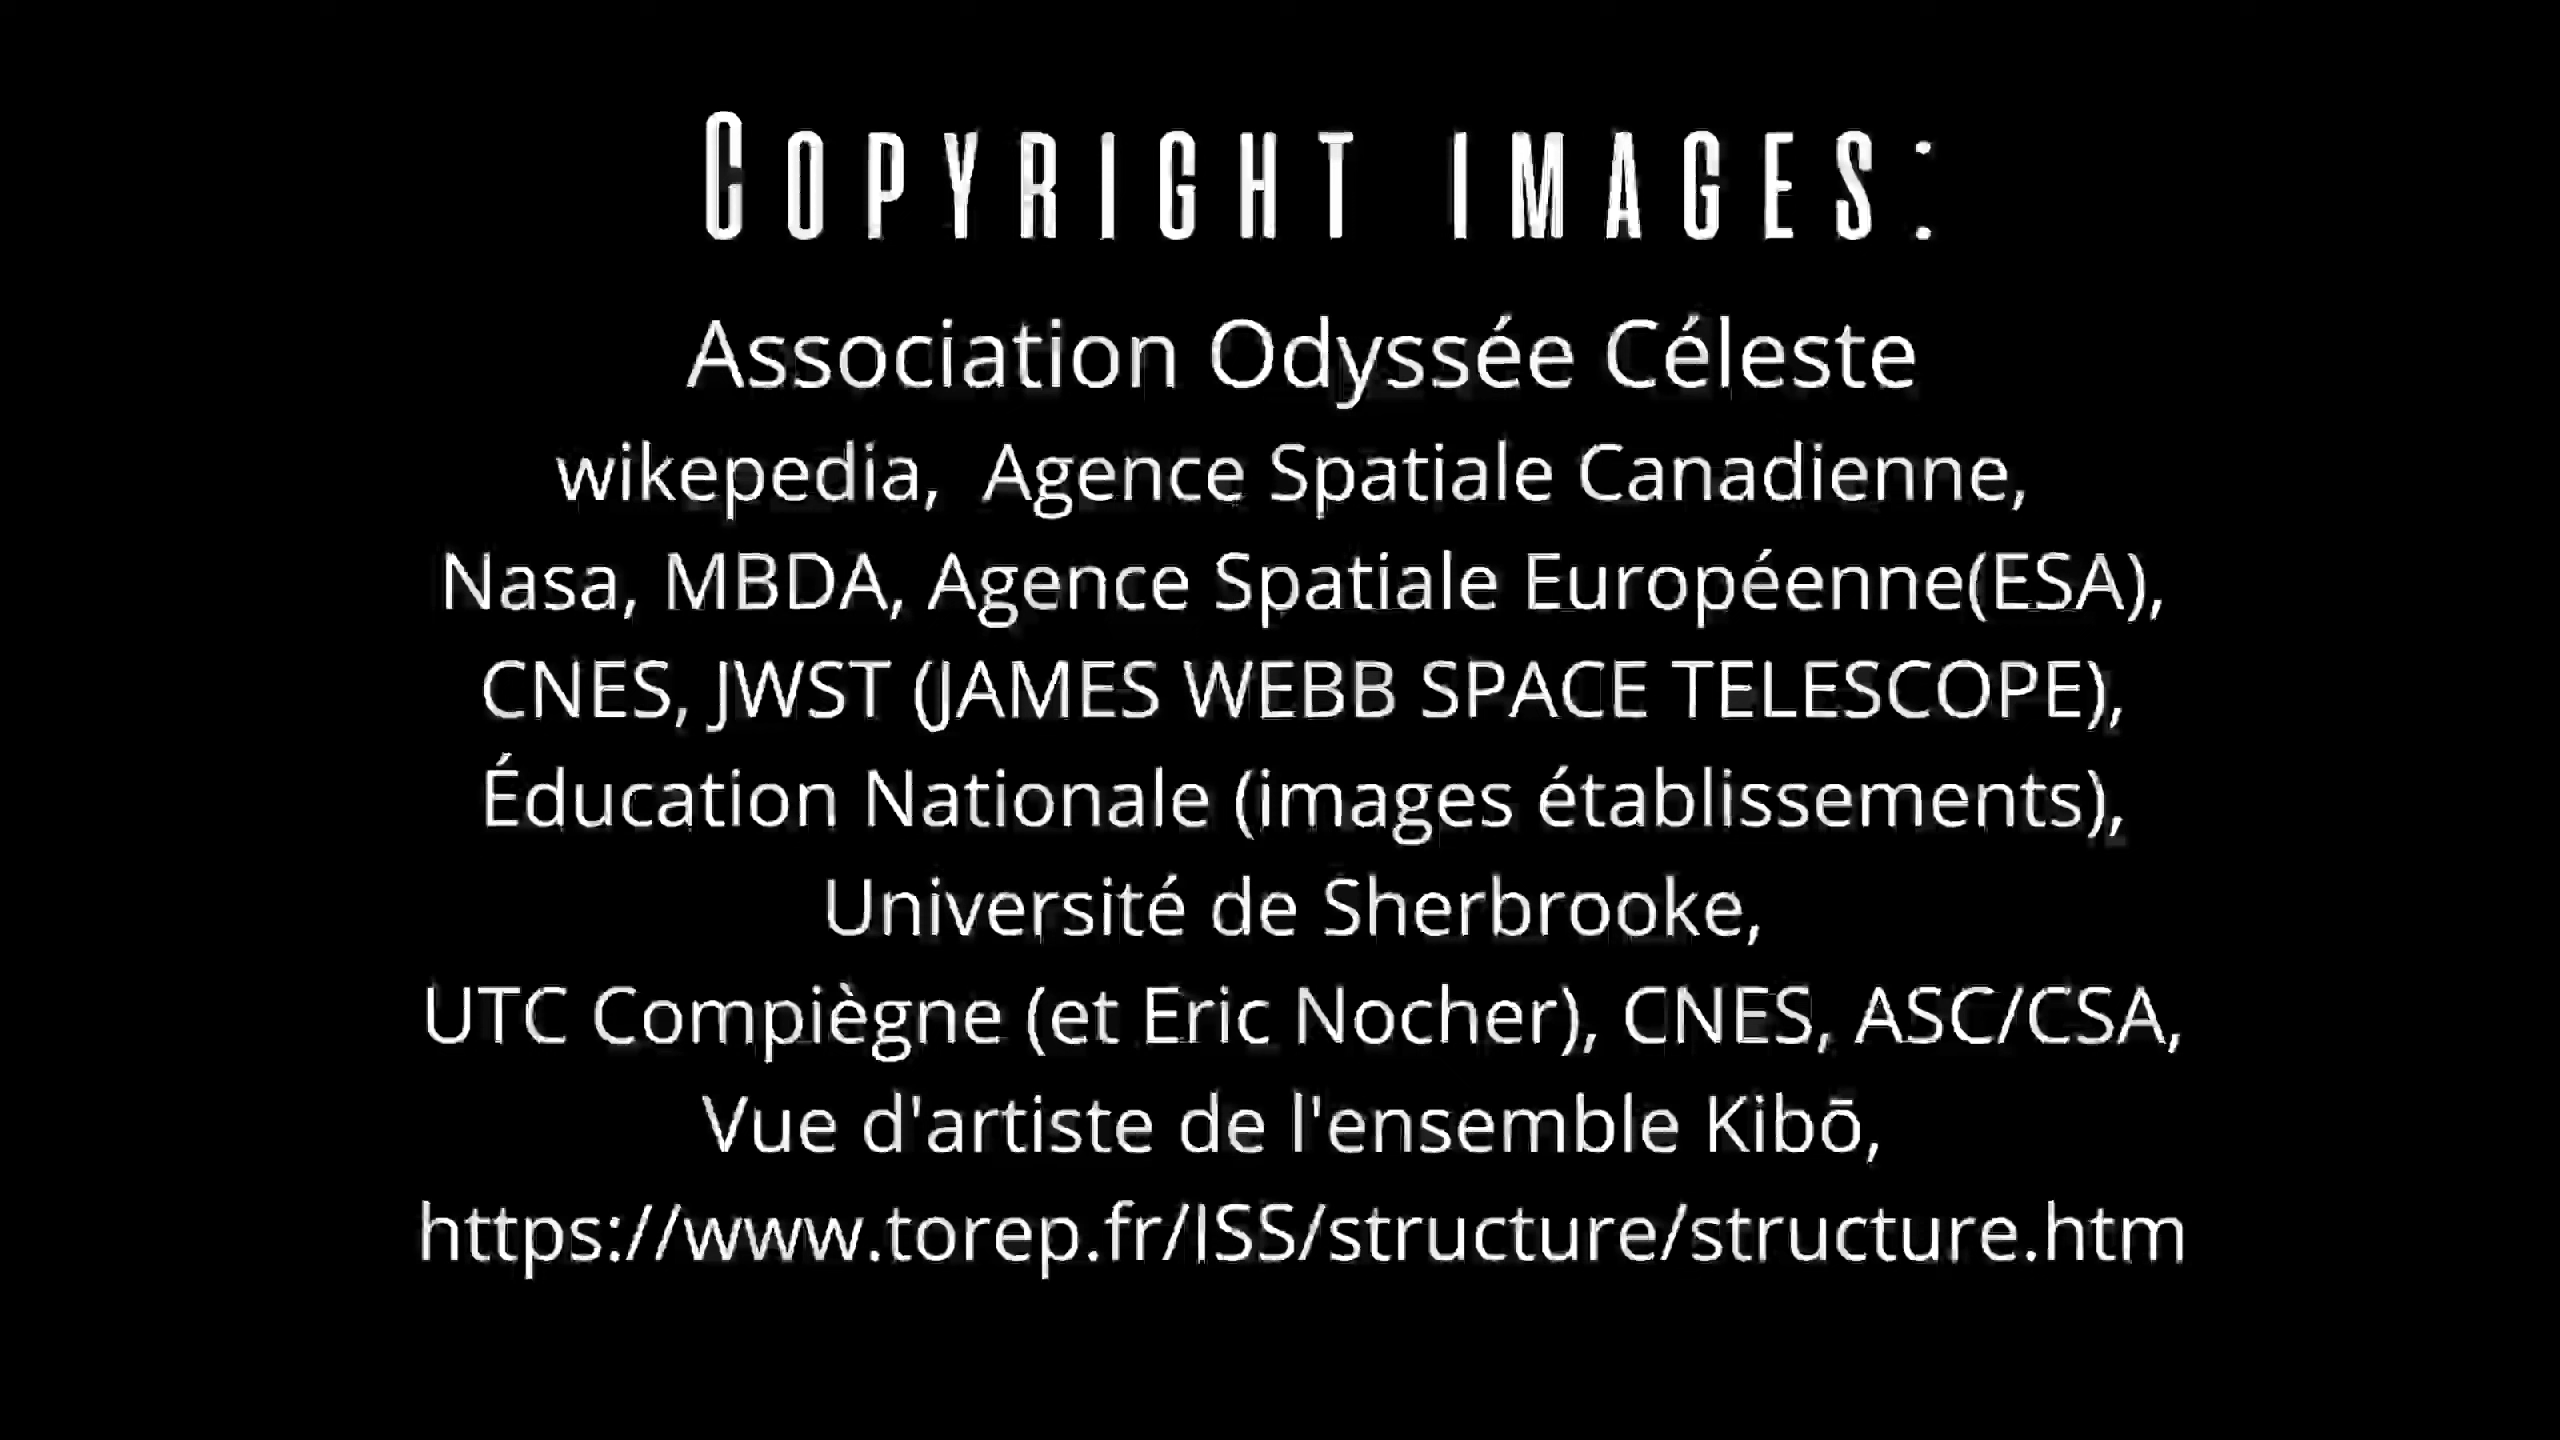 COPYRIGHT IMAGES:
Association Odyssée Céleste
wikepedia,  Agence Spatiale Canadienne,
Nasa, MBDA, Agence Spatiale Européenne(ESA),
CNES, JWST (JAMES WEBB SPACE TELESCOPE),
Éducation Nationale (images établissements),
Université de Sherbrooke,
UTC Compiègne (et Eric Nocher), CNES, ASC/CSA,
Vue d'artiste de l'ensemble Kibō,
https://www.torep.fr/ISS/structure/structure.htm